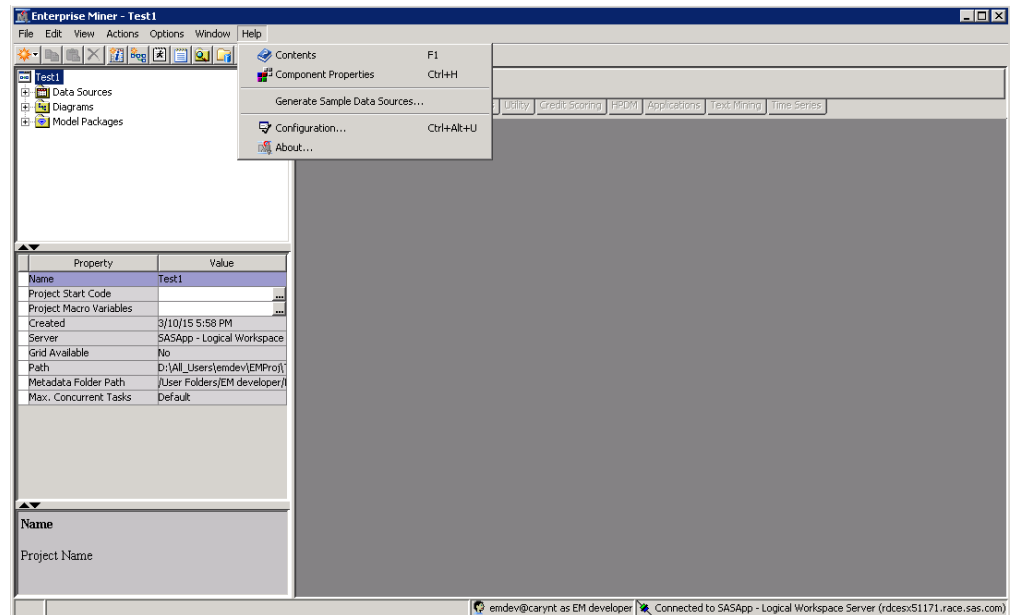 Enterprise Miner - Test1
File Edit View Actions Options Window Help
Contents F1
Component Properties Ctrl+H
Generate Sample Data Sources...
Configuration... Ctrl+Alt+U
About...
Test1
Data Sources
Diagrams
Model Packages
Utility Credit Scoring HPDM Applications Text Mining Time Series
Property Value
Name Test1
Project Start Code ...
Project Macro Variables ...
Created 3/10/15 5:58 PM
Server SASApp - Logical Workspace
Grid Available No
Path D:\All_Users\emdev\EMProj\
Metadata Folder Path /User Folders/EM developer/
Max. Concurrent Tasks Default
Name
Project Name
emdev@carynt as EM developer Connected to SASApp - Logical Workspace Server (rdcesx51171.race.sas.com)